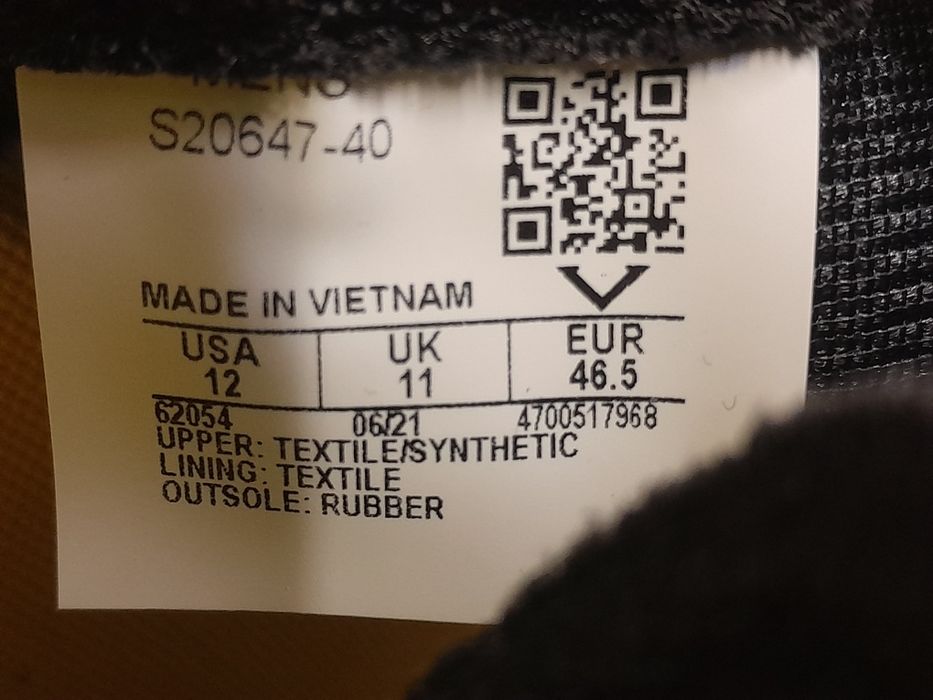 MENS
S20647-40
MADE IN VIETNAM
USA UK EUR
12 11 46.5
62054 06/21 4700517968
UPPER: TEXTILE/SYNTHETIC
LINING: TEXTILE
OUTSOLE: RUBBER